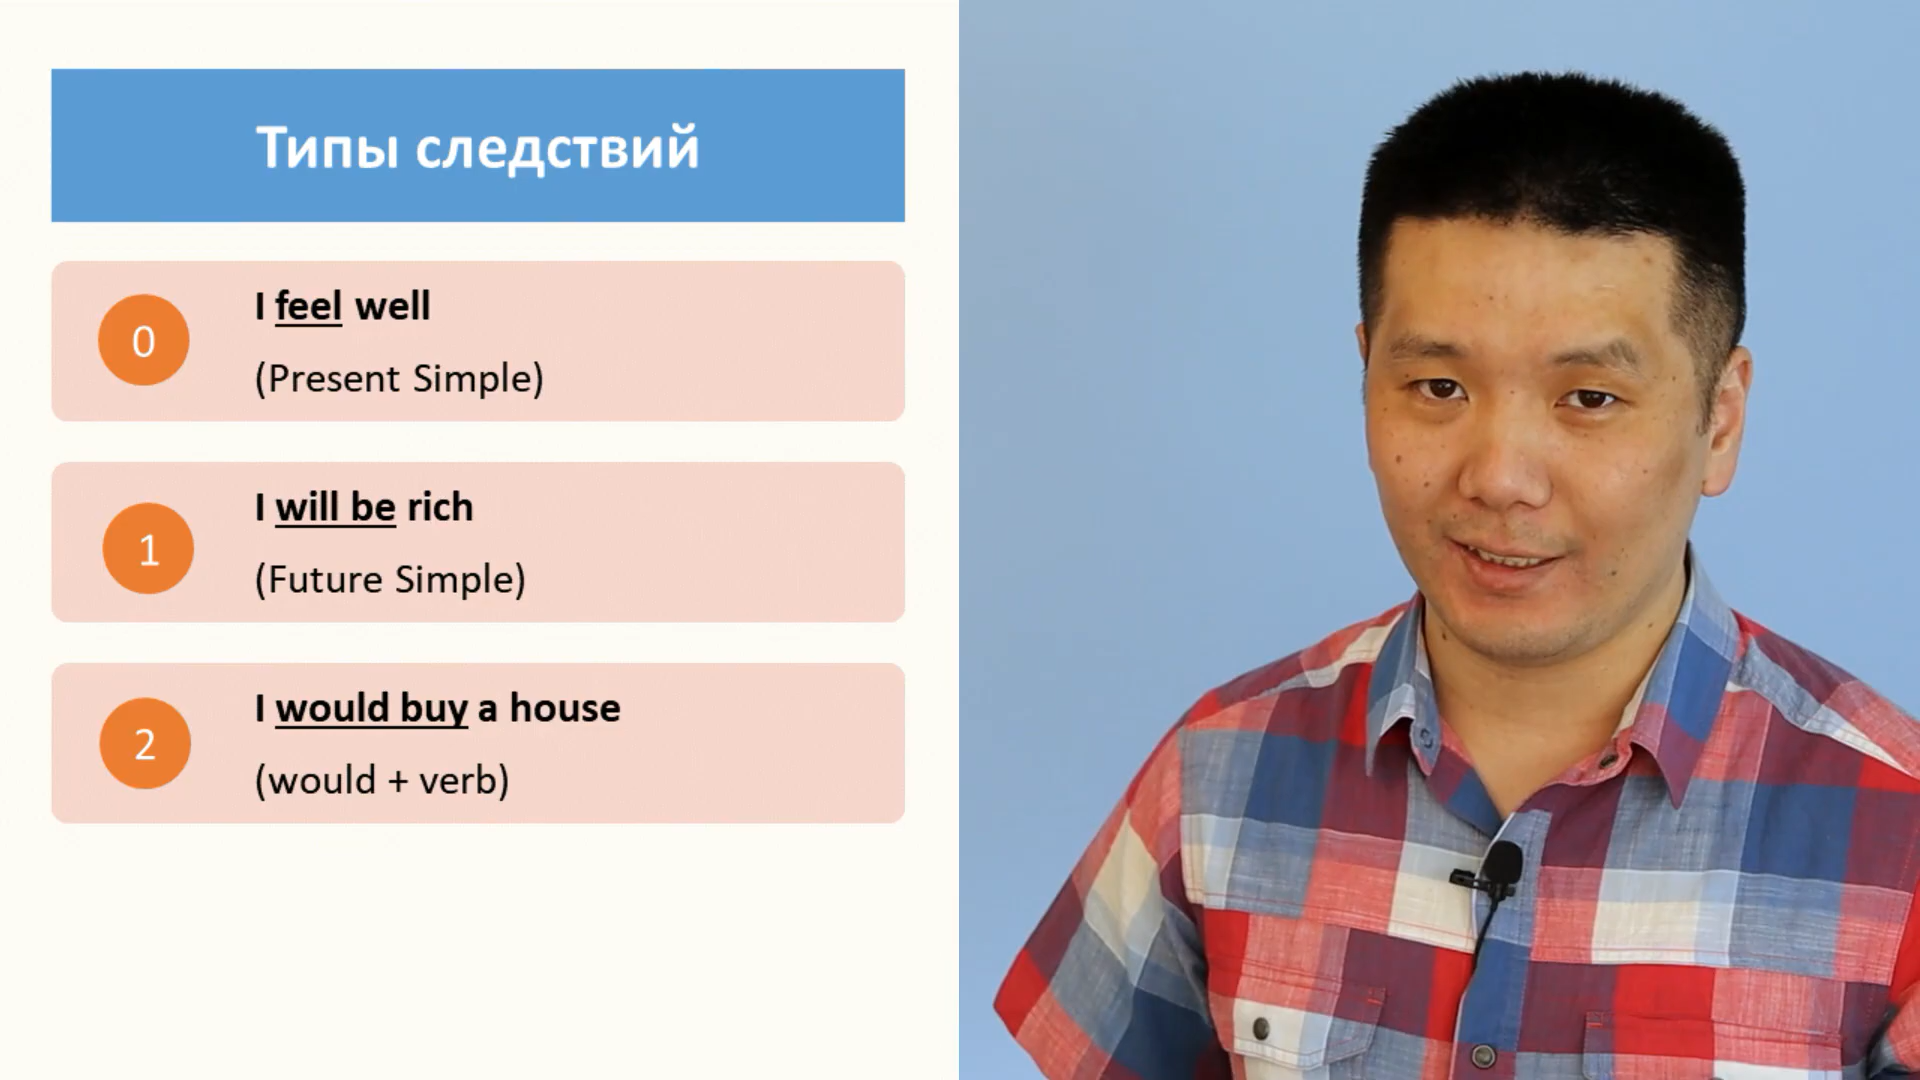 Типы следствий
0
I feel well
(Present Simple)
1
I will be rich
(Future Simple)
2
I would buy a house
(would + verb)